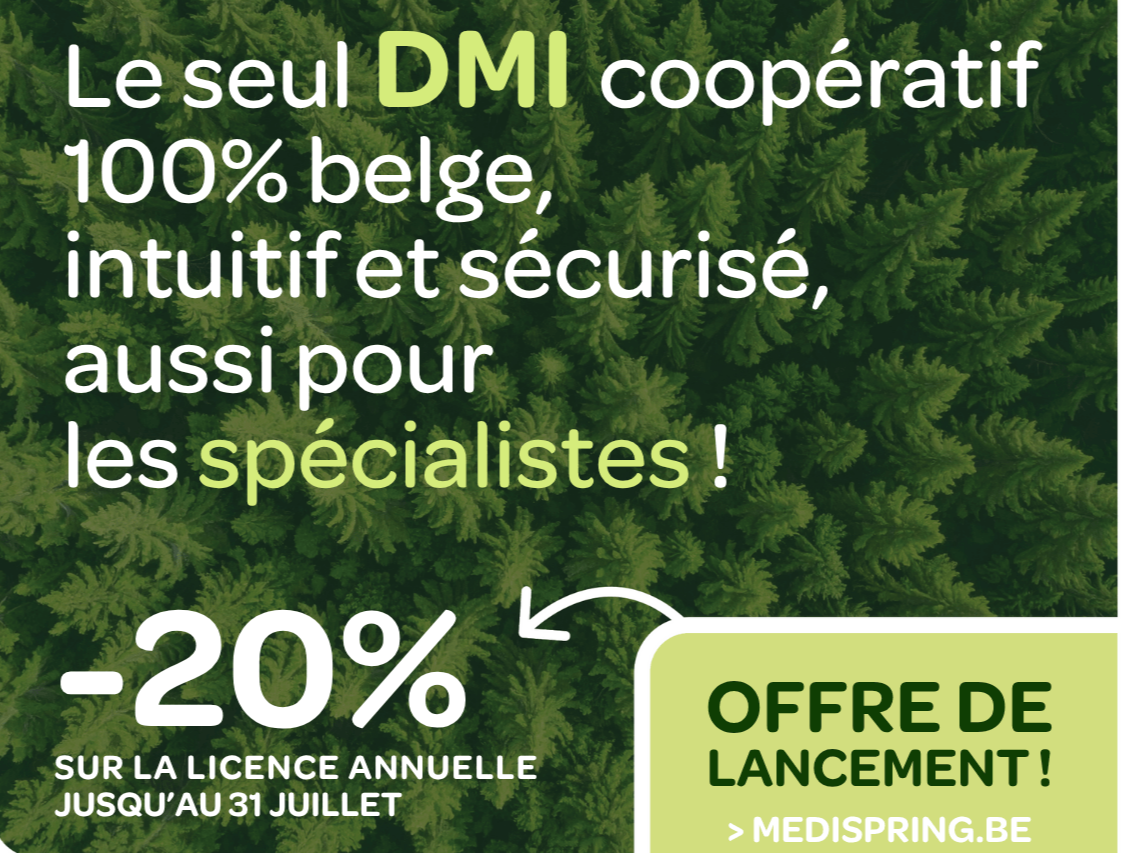 Le seul DMI coopératif
100% belge,
intuitif et sécurisé,
aussi pour
les spécialistes !
-20%
SUR LA LICENCE ANNUELLE
JUSQU'AU 31 JUILLET
OFFRE DE
LANCEMENT !
> MEDISPRING.BE